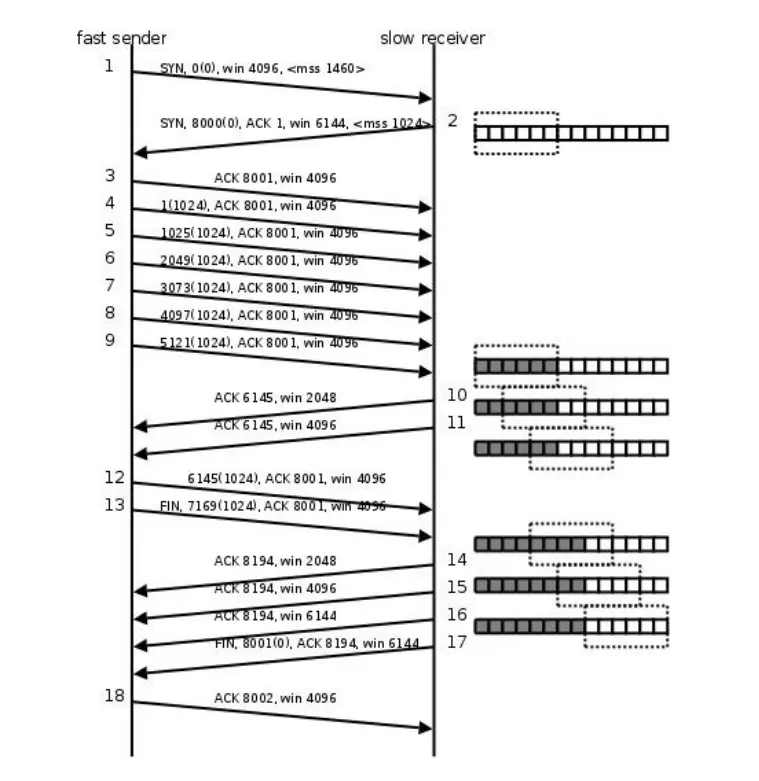 fast sender slow receiver
1 SYN, 0(0), win 4096, <mss 1460>
SYN, 8000(0), ACK 1, win 6144, <mss 1024> 2
3 ACK 8001, win 4096
4 1(1024), ACK 8001, win 4096
5 1025(1024), ACK 8001, win 4096
6 2049(1024), ACK 8001, win 4096
7 3073(1024), ACK 8001, win 4096
8 4097(1024), ACK 8001, win 4096
9 5121(1024), ACK 8001, win 4096
ACK 6145, win 2048 10
ACK 6145, win 4096 11
12 6145(1024), ACK 8001, win 4096
13 FIN, 7169(1024), ACK 8001, win 4096
ACK 8194, win 2048 14
ACK 8194, win 4096 15
ACK 8194, win 6144 16
FIN, 8001(0), ACK 8194, win 6144 17
18 ACK 8002, win 4096